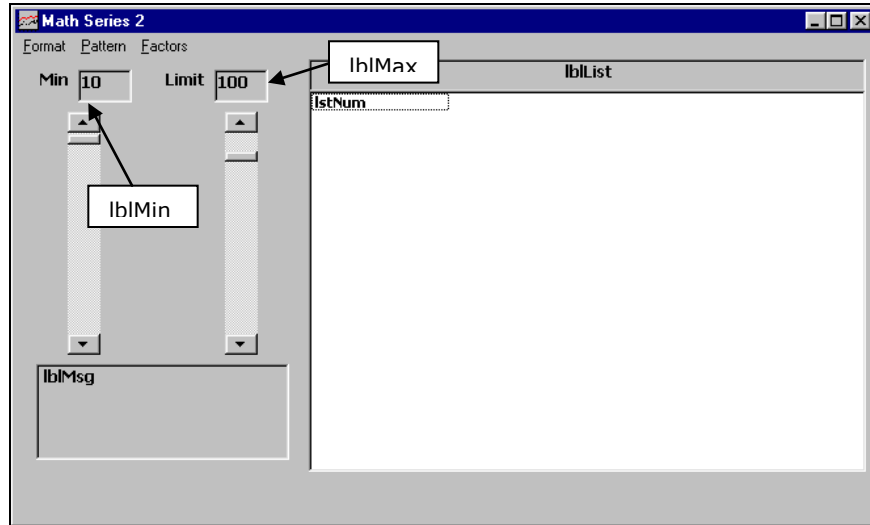 Math Series 2
Format Pattern Factors
Min 10 Limit 100
lblMax
lblList
lstNum
lblMin
lblMsg